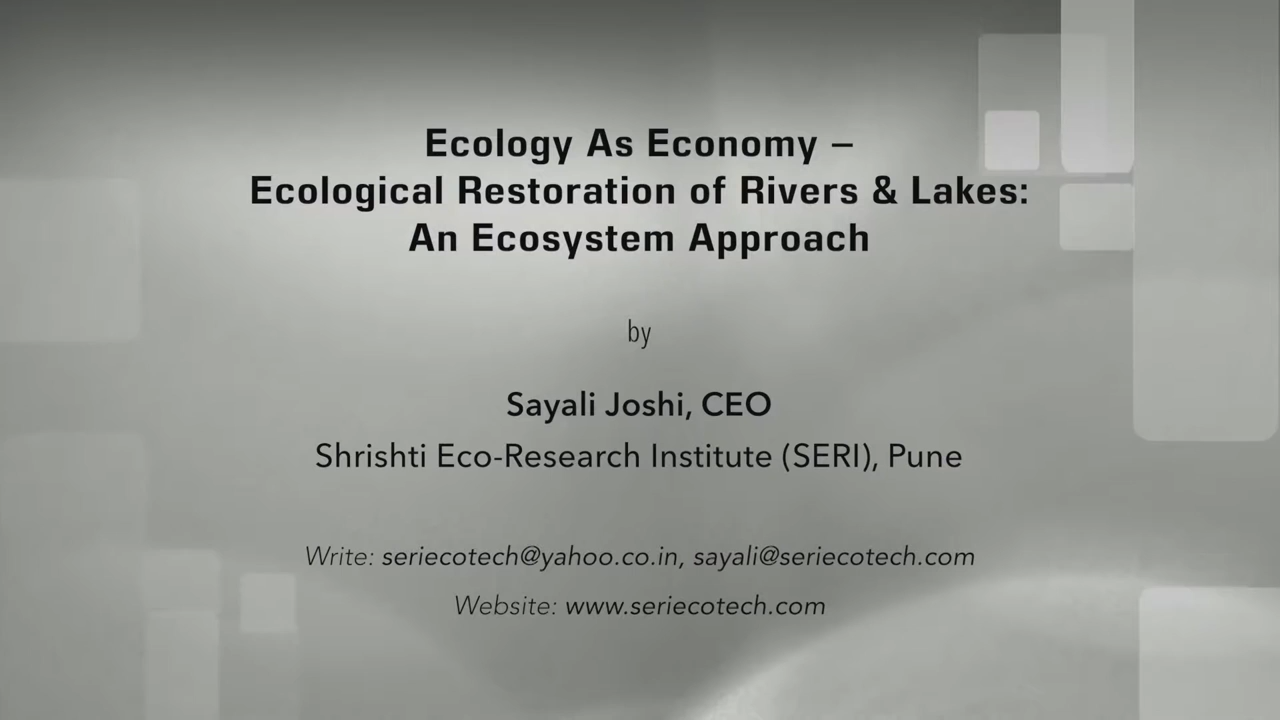 Ecology As Economy –
Ecological Restoration of Rivers & Lakes:
An Ecosystem Approach
by
Sayali Joshi, CEO
Shrishti Eco-Research Institute (SERI), Pune
Write: seriecotech@yahoo.co.in, sayali@seriecotech.com
Website: www.seriecotech.com